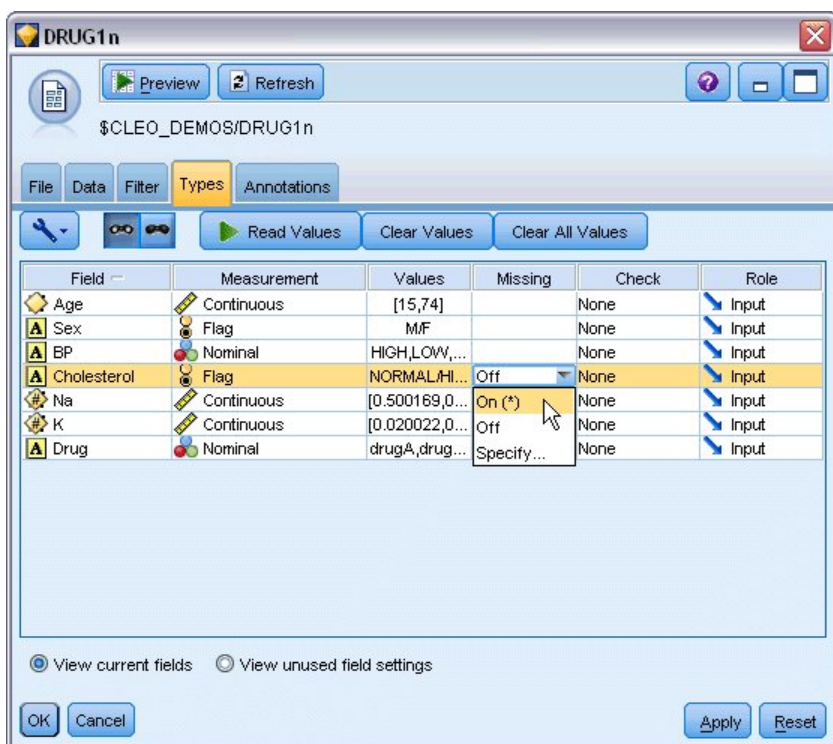 DRUG1n
Preview Refresh
$CLEO_DEMOS/DRUG1n
File Data Filter Types Annotations
Read Values Clear Values Clear All Values
Field Measurement Values Missing Check Role
Age Continuous [15,74] None Input
A Sex Flag M/F None Input
A BP Nominal HIGH,LOW,... None Input
A Cholesterol Flag NORMAL/HI... Off None Input
# Na Continuous [0.500169,0... On (*) None Input
# K Continuous [0.020022,0... Off None Input
A Drug Nominal drugA,drug... Specify... None Input
View current fields View unused field settings
OK Cancel Apply Reset